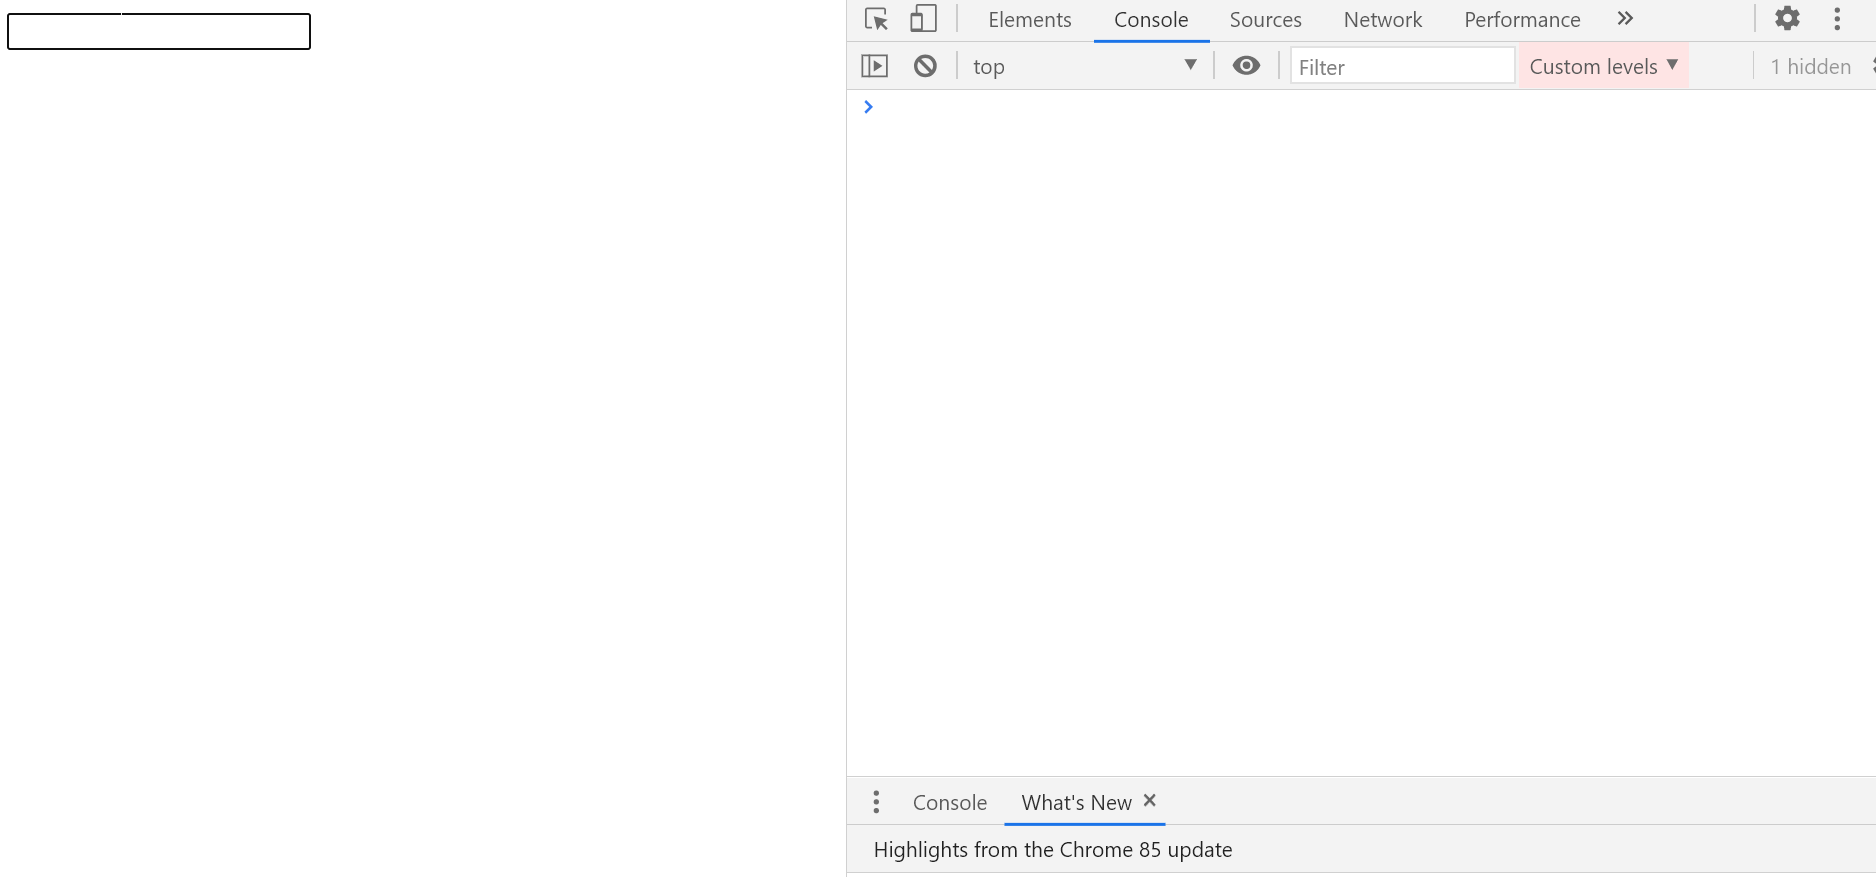 Elements Console Sources Network Performance
top Filter Custom levels 1 hidden
Console What's New
Highlights from the Chrome 85 update